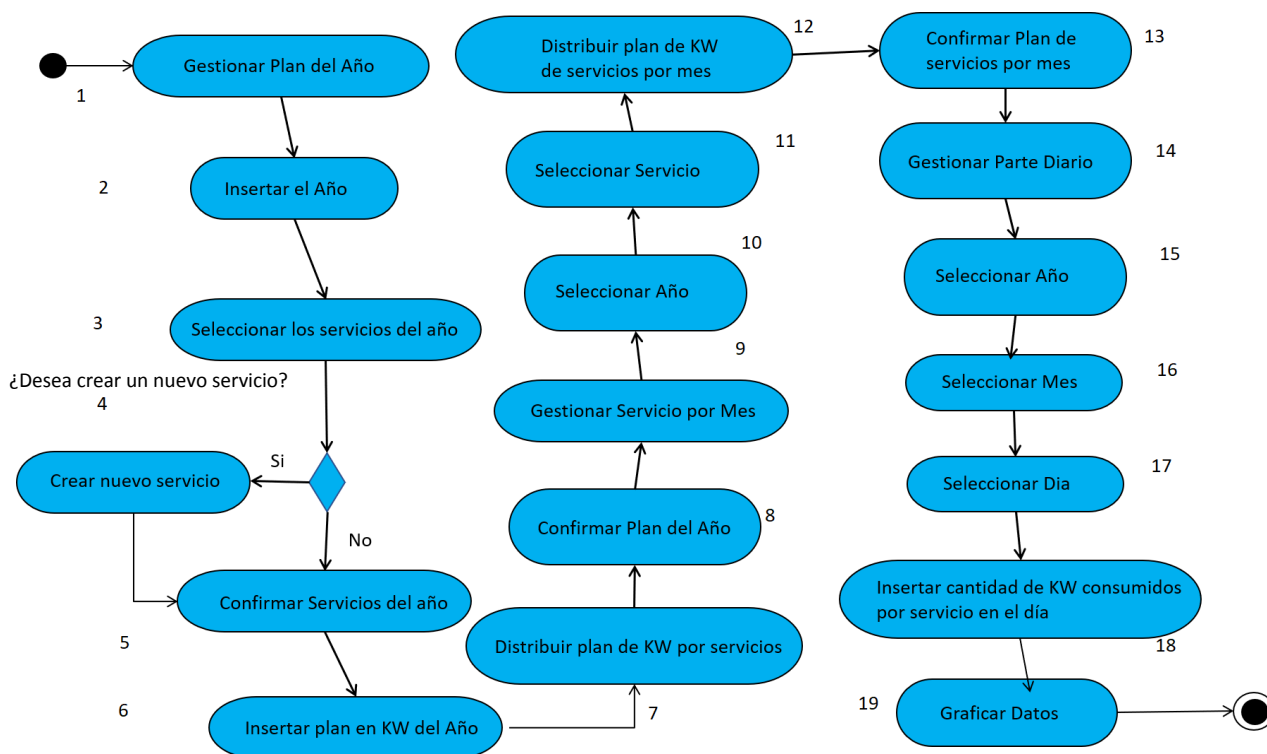 Gestionar Plan del Año
1
Insertar el Año
2
Seleccionar los servicios del año
3
¿Desea crear un nuevo servicio?
4
Si
Crear nuevo servicio
No
Confirmar Servicios del año
5
Insertar plan en KW del Año
6
Distribuir plan de KW por servicios
7
Confirmar Plan del Año
8
Gestionar Servicio por Mes
9
Seleccionar Año
10
Seleccionar Servicio
11
Distribuir plan de KW
de servicios por mes
12
Confirmar Plan de
servicios por mes
13
Gestionar Parte Diario
14
Seleccionar Año
15
Seleccionar Mes
16
Seleccionar Dia
17
Insertar cantidad de KW consumidos
por servicio en el día
18
Graficar Datos
19